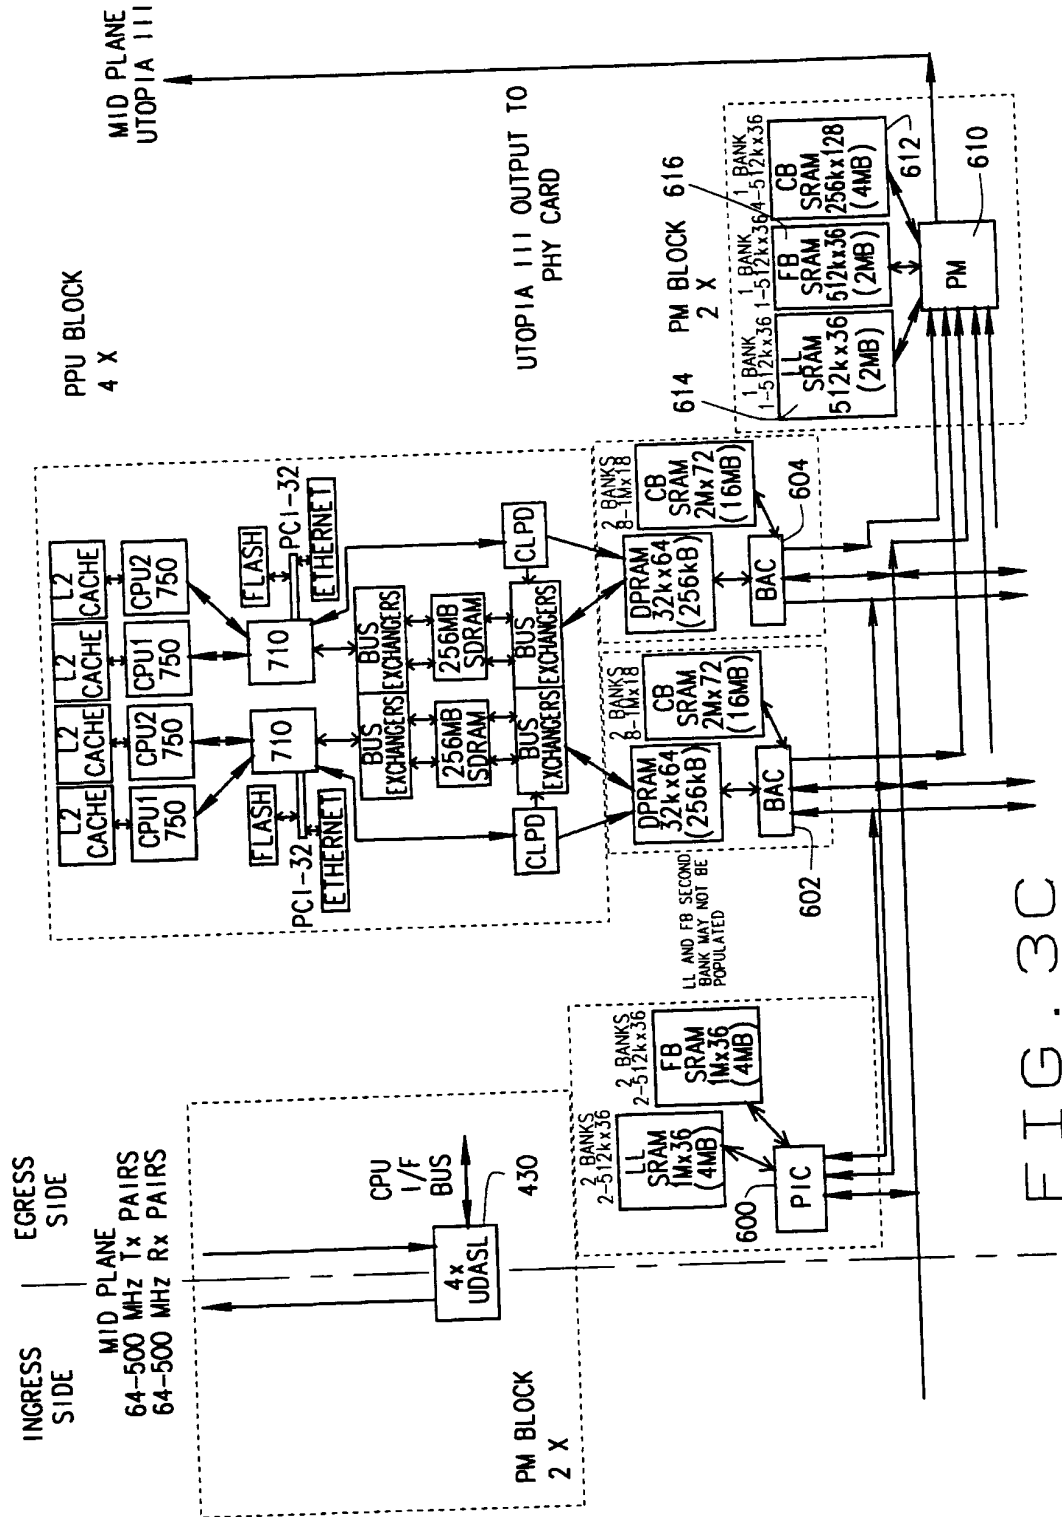 INGRESS
SIDE
EGRESS
SIDE
MID PLANE
64-500 MHz Tx PAIRS
64-500 MHz Rx PAIRS
4x
UDASL
430
CPU
I/F
BUS
PM BLOCK
2 X
PPU BLOCK
4 X
MID PLANE
UTOPIA III
UTOPIA III OUTPUT TO
PHY CARD
L2
CACHE
L2
CACHE
L2
CACHE
L2
CACHE
CPU1
750
CPU2
750
CPU1
750
CPU2
750
710
710
FLASH
PCI-32
ETHERNET
FLASH
PCI-32
ETHERNET
BUS
EXCHANGERS
BUS
EXCHANGERS
256MB
SDRAM
256MB
SDRAM
BUS
EXCHANGERS
BUS
EXCHANGERS
CLPD
CLPD
2 BANKS
2-512kx36
LL
SRAM
1Mx36
(4MB)
2 BANKS
2-512kx36
FB
SRAM
1Mx36
(4MB)
600
PIC
LL AND FB SECOND
BANK MAY NOT BE
POPULATED
DPRAM
32kx64
(256kB)
2 BANKS
8-1Mx18
CB
SRAM
2Mx72
(16MB)
BAC
602
DPRAM
32kx64
(256kB)
2 BANKS
8-1Mx18
CB
SRAM
2Mx72
(16MB)
BAC
604
PM BLOCK
2 X
614
616
1 BANK
1-512kx36
LL
SRAM
512kx36
(2MB)
1 BANK
1-512kx36
FB
SRAM
512kx36
(2MB)
1 BANK
4-512kx36
CB
SRAM
256kx128
(4MB)
612
PM
610
FIG. 3C